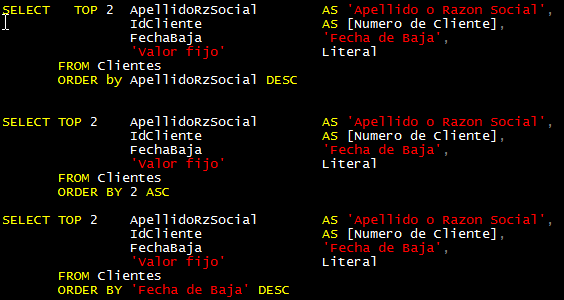 SELECT TOP 2 ApellidoRzSocial AS 'Apellido o Razon Social',
IdCliente AS [Numero de Cliente],
FechaBaja 'Fecha de Baja',
'Valor fijo' Literal
FROM Clientes
ORDER by ApellidoRzSocial DESC
SELECT TOP 2 ApellidoRzSocial AS 'Apellido o Razon Social',
IdCliente AS [Numero de Cliente],
FechaBaja 'Fecha de Baja',
'Valor fijo' Literal
FROM Clientes
ORDER BY 2 ASC
SELECT TOP 2 ApellidoRzSocial AS 'Apellido o Razon Social',
IdCliente AS [Numero de Cliente],
FechaBaja 'Fecha de Baja',
'Valor fijo' Literal
FROM Clientes
ORDER BY 'Fecha de Baja' DESC